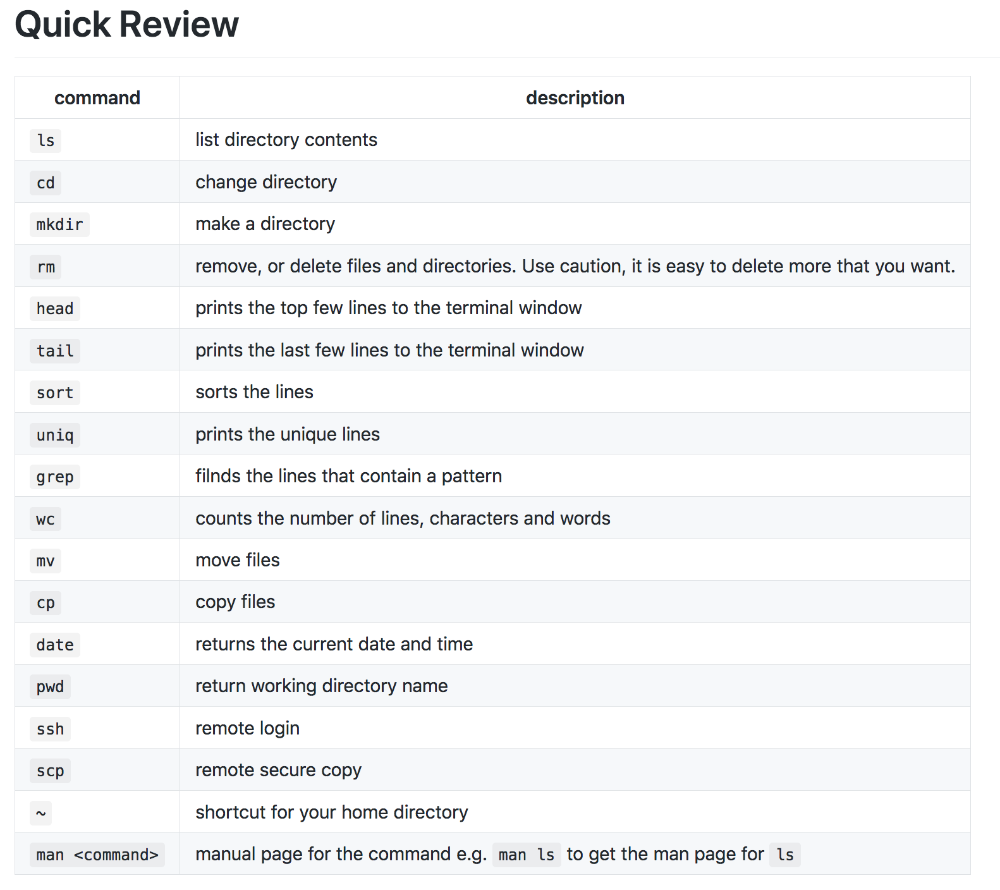 Quick Review
command description
ls list directory contents
cd change directory
mkdir make a directory
rm remove, or delete files and directories. Use caution, it is easy to delete more that you want.
head prints the top few lines to the terminal window
tail prints the last few lines to the terminal window
sort sorts the lines
uniq prints the unique lines
grep filnds the lines that contain a pattern
wc counts the number of lines, characters and words
mv move files
cp copy files
date returns the current date and time
pwd return working directory name
ssh remote login
scp remote secure copy
~ shortcut for your home directory
man <command> manual page for the command e.g. man ls to get the man page for ls